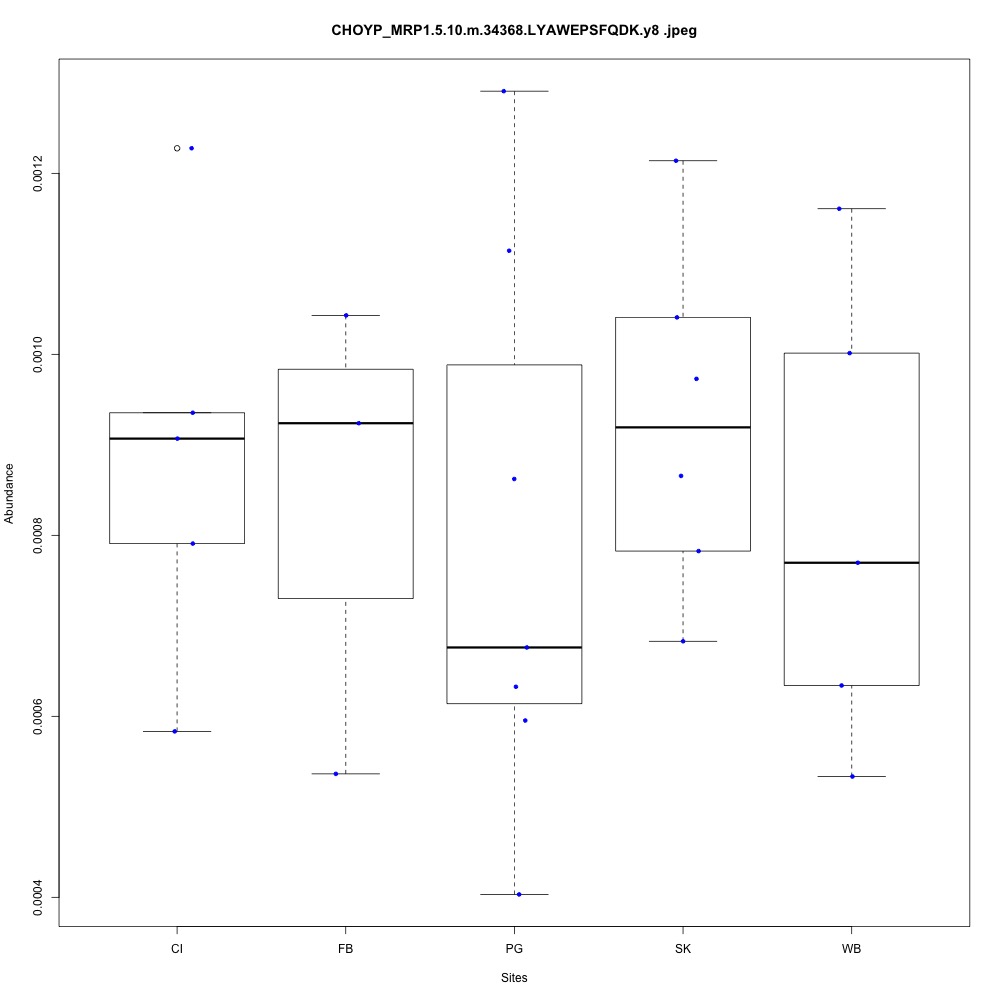 CHOYP_MRP1.5.10.m.34368.LYAWEPSFQDK.y8 .jpeg
Abundance
0.0012
0.0010
0.0008
0.0006
0.0004
CI FB PG SK WB
Sites